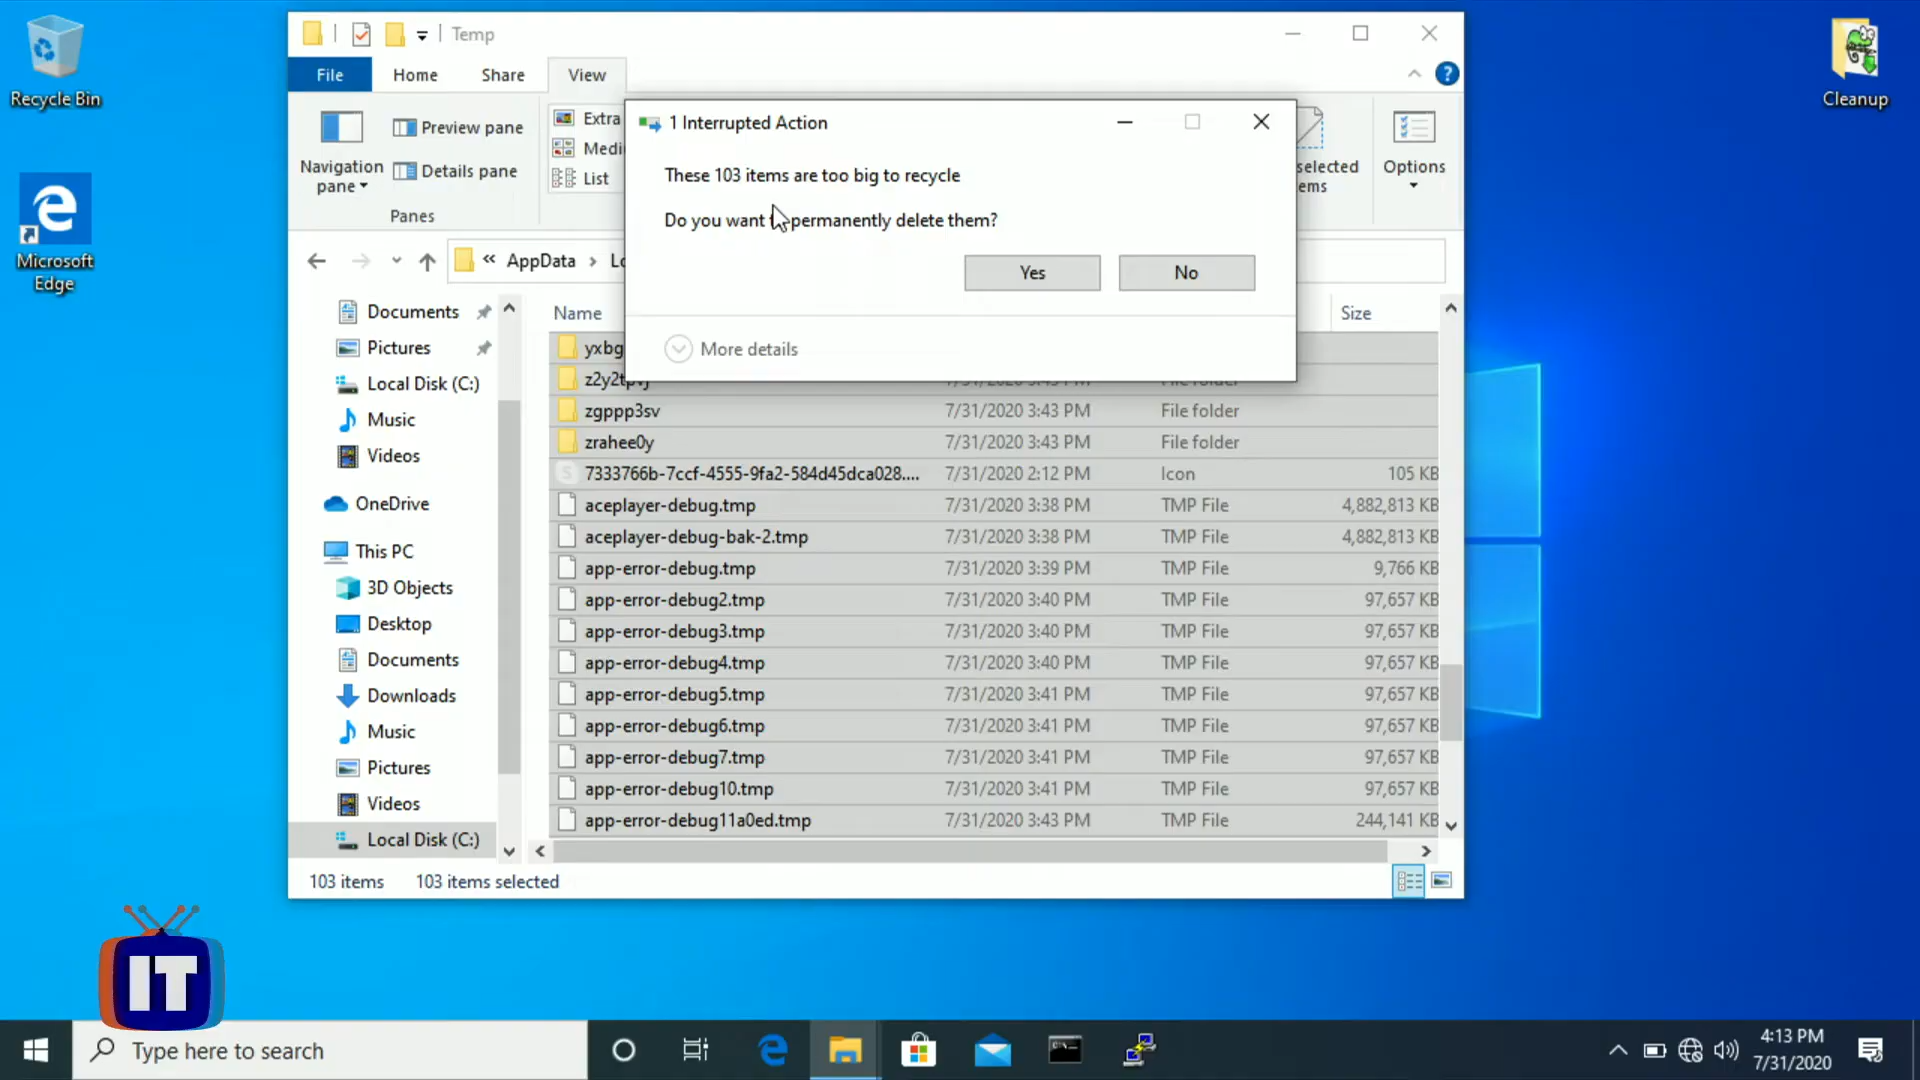 Recycle Bin
Microsoft
Edge
Cleanup
Temp
File
Home
Share
View
Navigation
pane
Preview pane
Details pane
Panes
Extra
List
selected
Options
1 Interrupted Action
These 103 items are too big to recycle
Do you want permanently delete them?
Yes
No
More details
« AppData
Name
Size
Documents
Pictures
Local Disk (C:)
Music
Videos
OneDrive
This PC
3D Objects
Desktop
Documents
Downloads
Music
Pictures
Videos
Local Disk (C:)
zgppp3sv 7/31/2020 3:43 PM File folder
zrahee0y 7/31/2020 3:43 PM File folder
7333766b-7ccf-4555-9fa2-584d45dca028.... 7/31/2020 2:12 PM Icon 105 KB
aceplayer-debug.tmp 7/31/2020 3:38 PM TMP File 4,882,813 KB
aceplayer-debug-bak-2.tmp 7/31/2020 3:38 PM TMP File 4,882,813 KB
app-error-debug.tmp 7/31/2020 3:39 PM TMP File 9,766 KB
app-error-debug2.tmp 7/31/2020 3:40 PM TMP File 97,657 KB
app-error-debug3.tmp 7/31/2020 3:40 PM TMP File 97,657 KB
app-error-debug4.tmp 7/31/2020 3:40 PM TMP File 97,657 KB
app-error-debug5.tmp 7/31/2020 3:41 PM TMP File 97,657 KB
app-error-debug6.tmp 7/31/2020 3:41 PM TMP File 97,657 KB
app-error-debug7.tmp 7/31/2020 3:41 PM TMP File 97,657 KB
app-error-debug10.tmp 7/31/2020 3:41 PM TMP File 97,657 KB
app-error-debug11a0ed.tmp 7/31/2020 3:43 PM TMP File 244,141 KB
103 items
103 items selected
IT
Type here to search
4:13 PM
7/31/2020